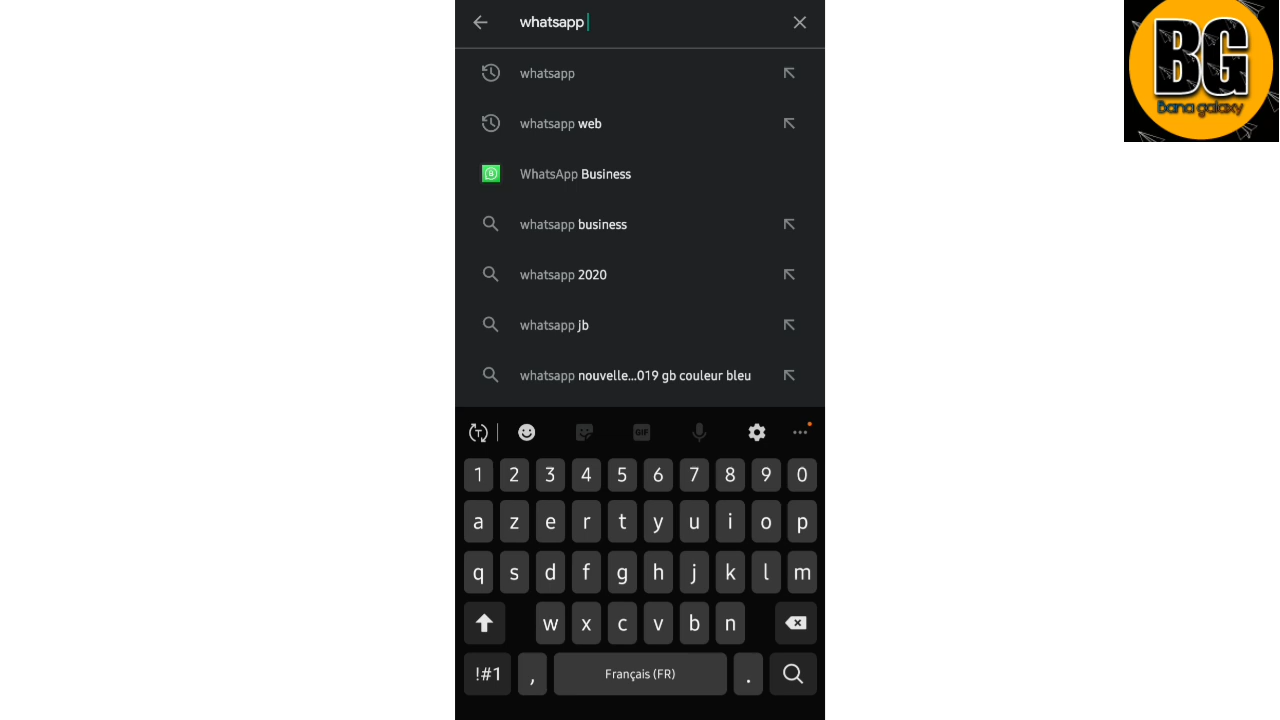 whatsapp
BG
Bana galaxy
whatsapp
whatsapp web
WhatsApp Business
whatsapp business
whatsapp 2020
whatsapp jb
whatsapp nouvelle...019 gb couleur bleu
T
GIF
1 2 3 4 5 6 7 8 9 0
a z e r t y u i o p
q s d f g h j k l m
w x c v b n
!#1 , Français (FR) .